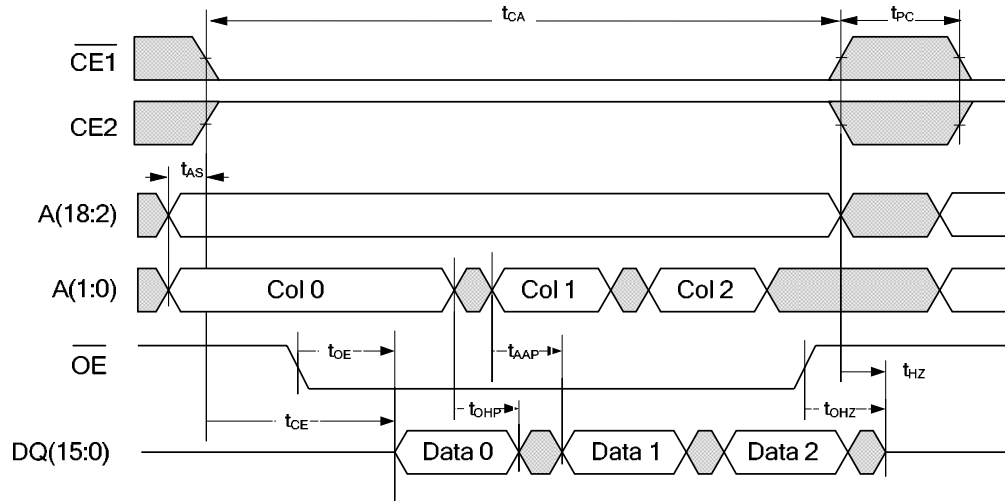 tCA
tPC
CE1
CE2
tAS
A(18:2)
A(1:0)
Col 0
Col 1
Col 2
OE
tOE
tAAP
tHZ
tCE
tOHP
tOHZ
DQ(15:0)
Data 0
Data 1
Data 2